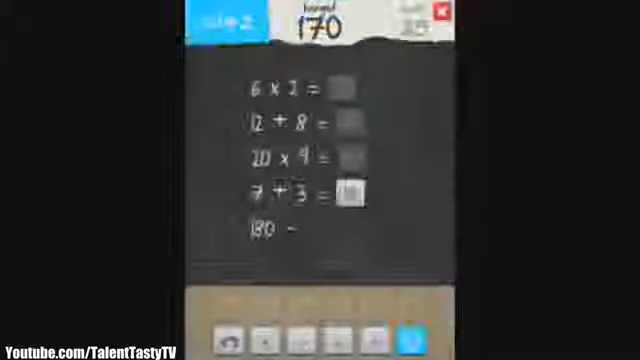 170
6 x 2 =
12 + 8 =
20 x 9 =
7 + 3 =
180 -
Youtube.com/TalentTastyTV